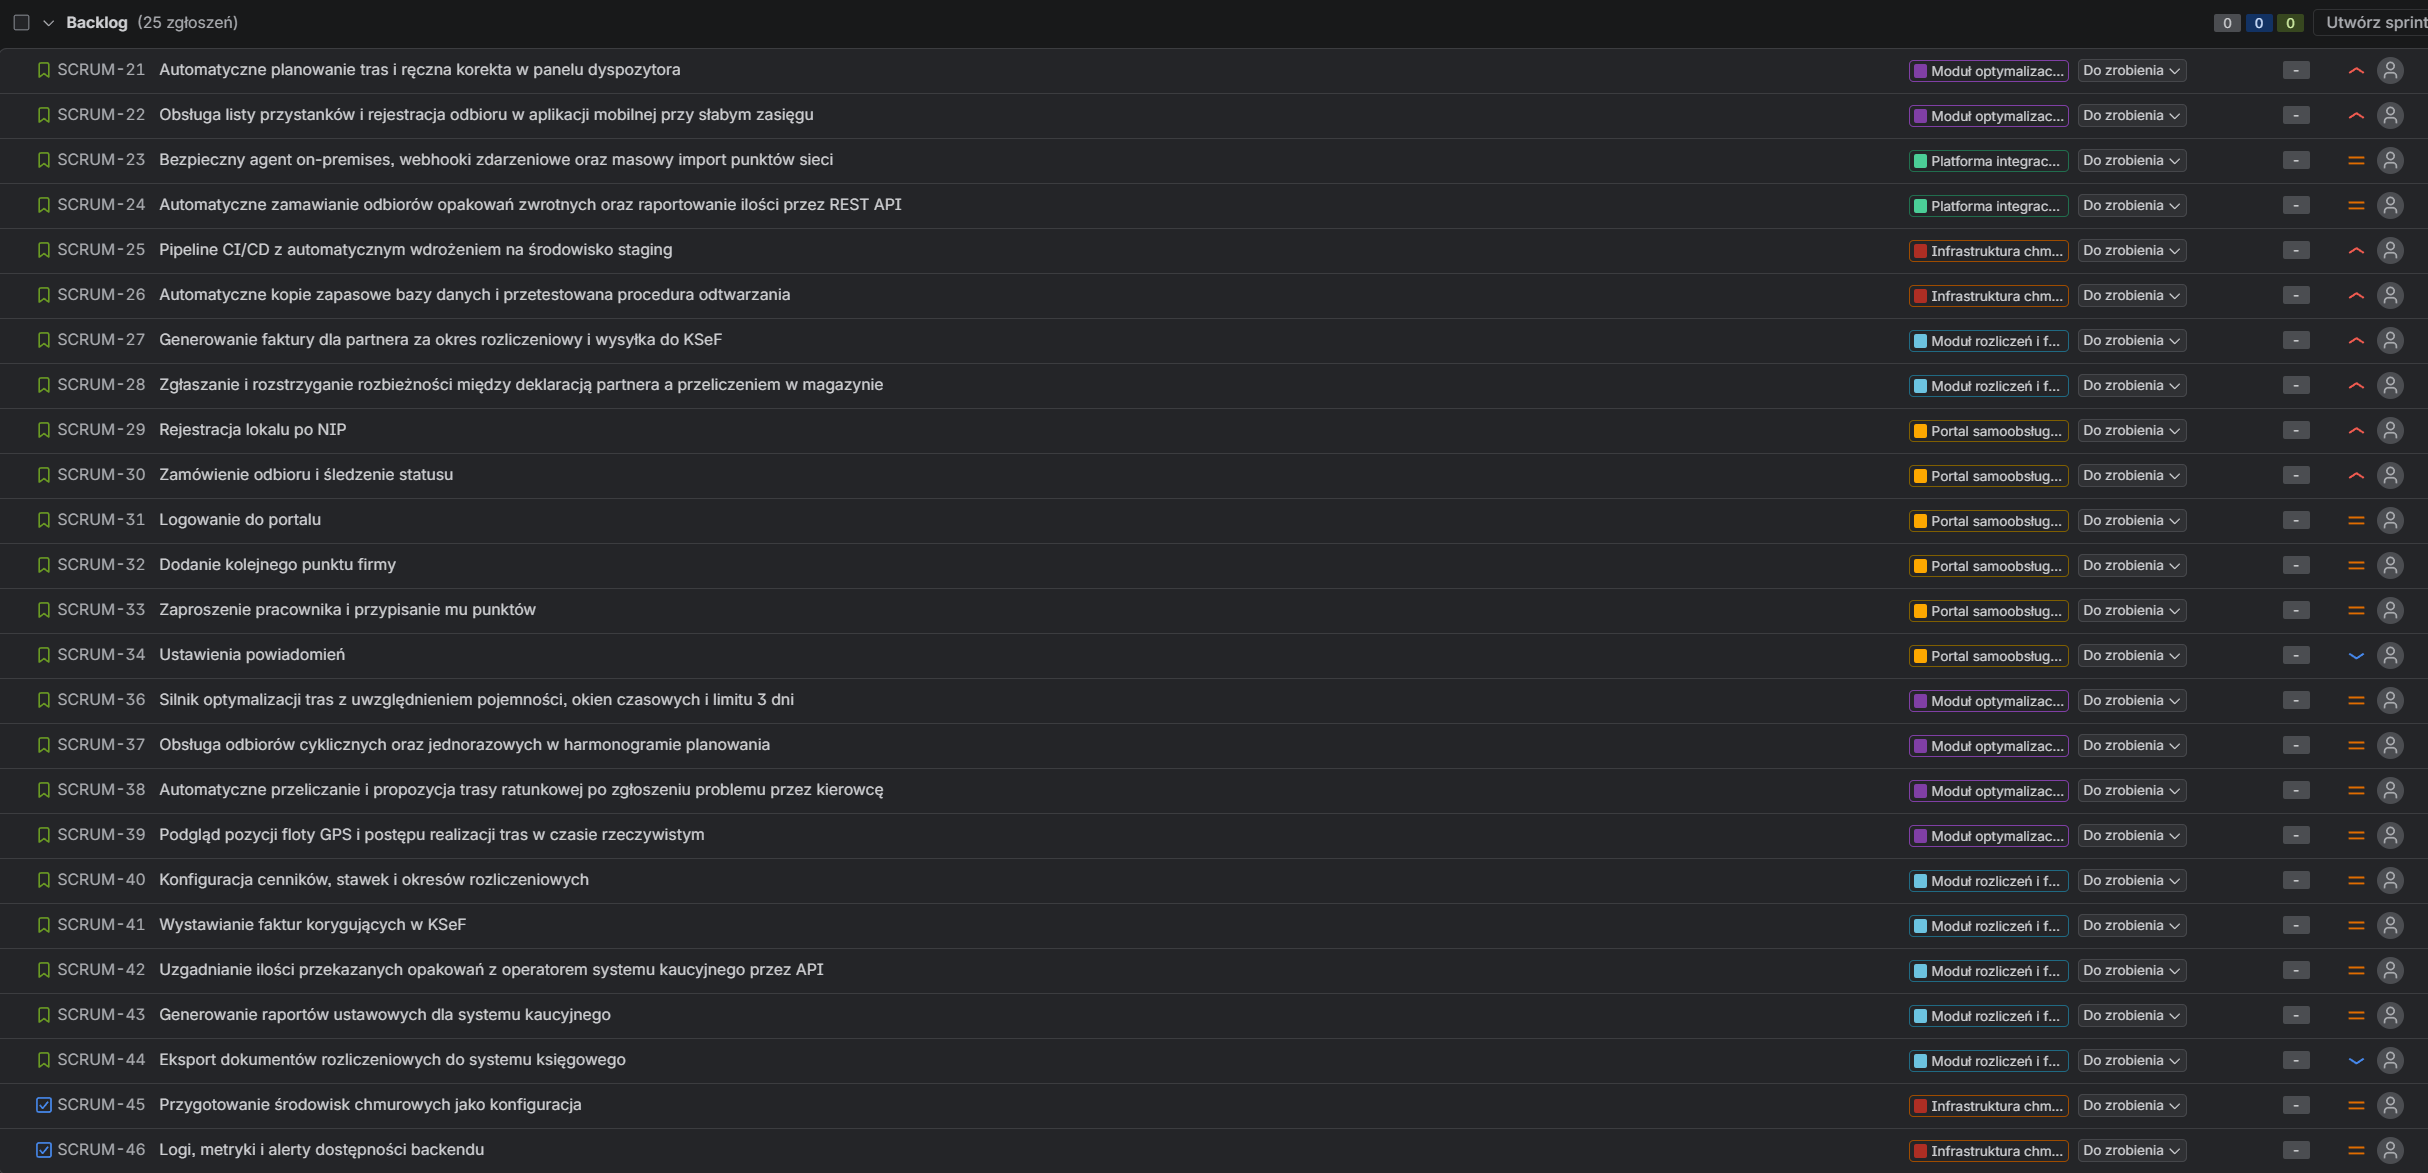 Backlog (25 zgłoszeń) 0 0 0 Utwórz sprint
SCRUM-21 Automatyczne planowanie tras i ręczna korekta w panelu dyspozytora Moduł optymalizac... Do zrobienia -
SCRUM-22 Obsługa listy przystanków i rejestracja odbioru w aplikacji mobilnej przy słabym zasięgu Moduł optymalizac... Do zrobienia -
SCRUM-23 Bezpieczny agent on-premises, webhooki zdarzeniowe oraz masowy import punktów sieci Platforma integrac... Do zrobienia -
SCRUM-24 Automatyczne zamawianie odbiorów opakowań zwrotnych oraz raportowanie ilości przez REST API Platforma integrac... Do zrobienia -
SCRUM-25 Pipeline CI/CD z automatycznym wdrożeniem na środowisko staging Infrastruktura chm... Do zrobienia -
SCRUM-26 Automatyczne kopie zapasowe bazy danych i przetestowana procedura odtwarzania Infrastruktura chm... Do zrobienia -
SCRUM-27 Generowanie faktury dla partnera za okres rozliczeniowy i wysyłka do KSeF Moduł rozliczeń i f... Do zrobienia -
SCRUM-28 Zgłaszanie i rozstrzyganie rozbieżności między deklaracją partnera a przeliczeniem w magazynie Moduł rozliczeń i f... Do zrobienia -
SCRUM-29 Rejestracja lokalu po NIP Portal samoobsług... Do zrobienia -
SCRUM-30 Zamówienie odbioru i śledzenie statusu Portal samoobsług... Do zrobienia -
SCRUM-31 Logowanie do portalu Portal samoobsług... Do zrobienia -
SCRUM-32 Dodanie kolejnego punktu firmy Portal samoobsług... Do zrobienia -
SCRUM-33 Zaproszenie pracownika i przypisanie mu punktów Portal samoobsług... Do zrobienia -
SCRUM-34 Ustawienia powiadomień Portal samoobsług... Do zrobienia -
SCRUM-36 Silnik optymalizacji tras z uwzględnieniem pojemności, okien czasowych i limitu 3 dni Moduł optymalizac... Do zrobienia -
SCRUM-37 Obsługa odbiorów cyklicznych oraz jednorazowych w harmonogramie planowania Moduł optymalizac... Do zrobienia -
SCRUM-38 Automatyczne przeliczanie i propozycja trasy ratunkowej po zgłoszeniu problemu przez kierowcę Moduł optymalizac... Do zrobienia -
SCRUM-39 Podgląd pozycji floty GPS i postępu realizacji tras w czasie rzeczywistym Moduł optymalizac... Do zrobienia -
SCRUM-40 Konfiguracja cenników, stawek i okresów rozliczeniowych Moduł rozliczeń i f... Do zrobienia -
SCRUM-41 Wystawianie faktur korygujących w KSeF Moduł rozliczeń i f... Do zrobienia -
SCRUM-42 Uzgadnianie ilości przekazanych opakowań z operatorem systemu kaucyjnego przez API Moduł rozliczeń i f... Do zrobienia -
SCRUM-43 Generowanie raportów ustawowych dla systemu kaucyjnego Moduł rozliczeń i f... Do zrobienia -
SCRUM-44 Eksport dokumentów rozliczeniowych do systemu księgowego Moduł rozliczeń i f... Do zrobienia -
SCRUM-45 Przygotowanie środowisk chmurowych jako konfiguracja Infrastruktura chm... Do zrobienia -
SCRUM-46 Logi, metryki i alerty dostępności backendu Infrastruktura chm... Do zrobienia -